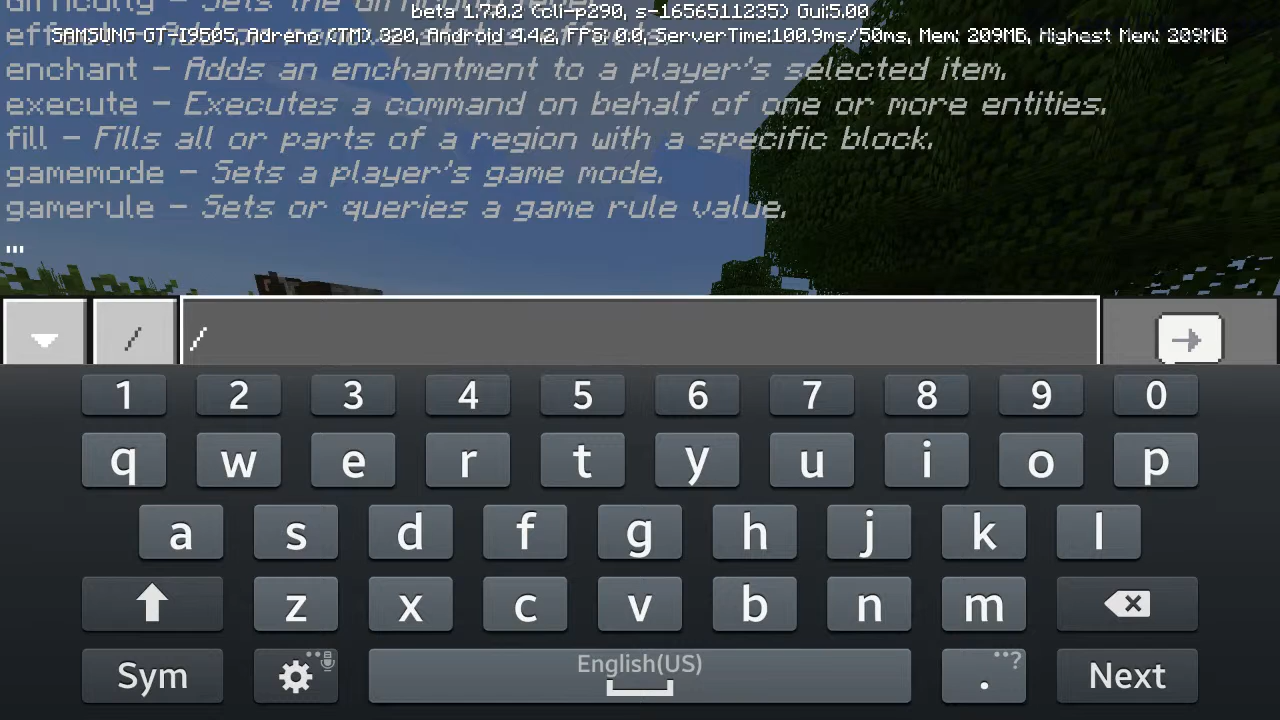 beta 1.7.0.2 (cli-p290, s-1656511235) Gui5.00
SAMSUNG GT-I9505, Adreno (TM) 320, Android 4.4.2, FPS: 0.0, ServerTime:100.9ms/50ms, Mem: 209MB, Highest Mem: 209MB
enchant - Adds an enchantment to a player's selected item.
execute - Executes a command on behalf of one or more entities.
fill - Fills all or parts of a region with a specific block.
gamemode - Sets a player's game mode.
gamerule - Sets or queries a game rule value.
...
/ /
1 2 3 4 5 6 7 8 9 0
q w e r t y u i o p
a s d f g h j k l
z x c v b n m
English(US)
Sym . ..? Next